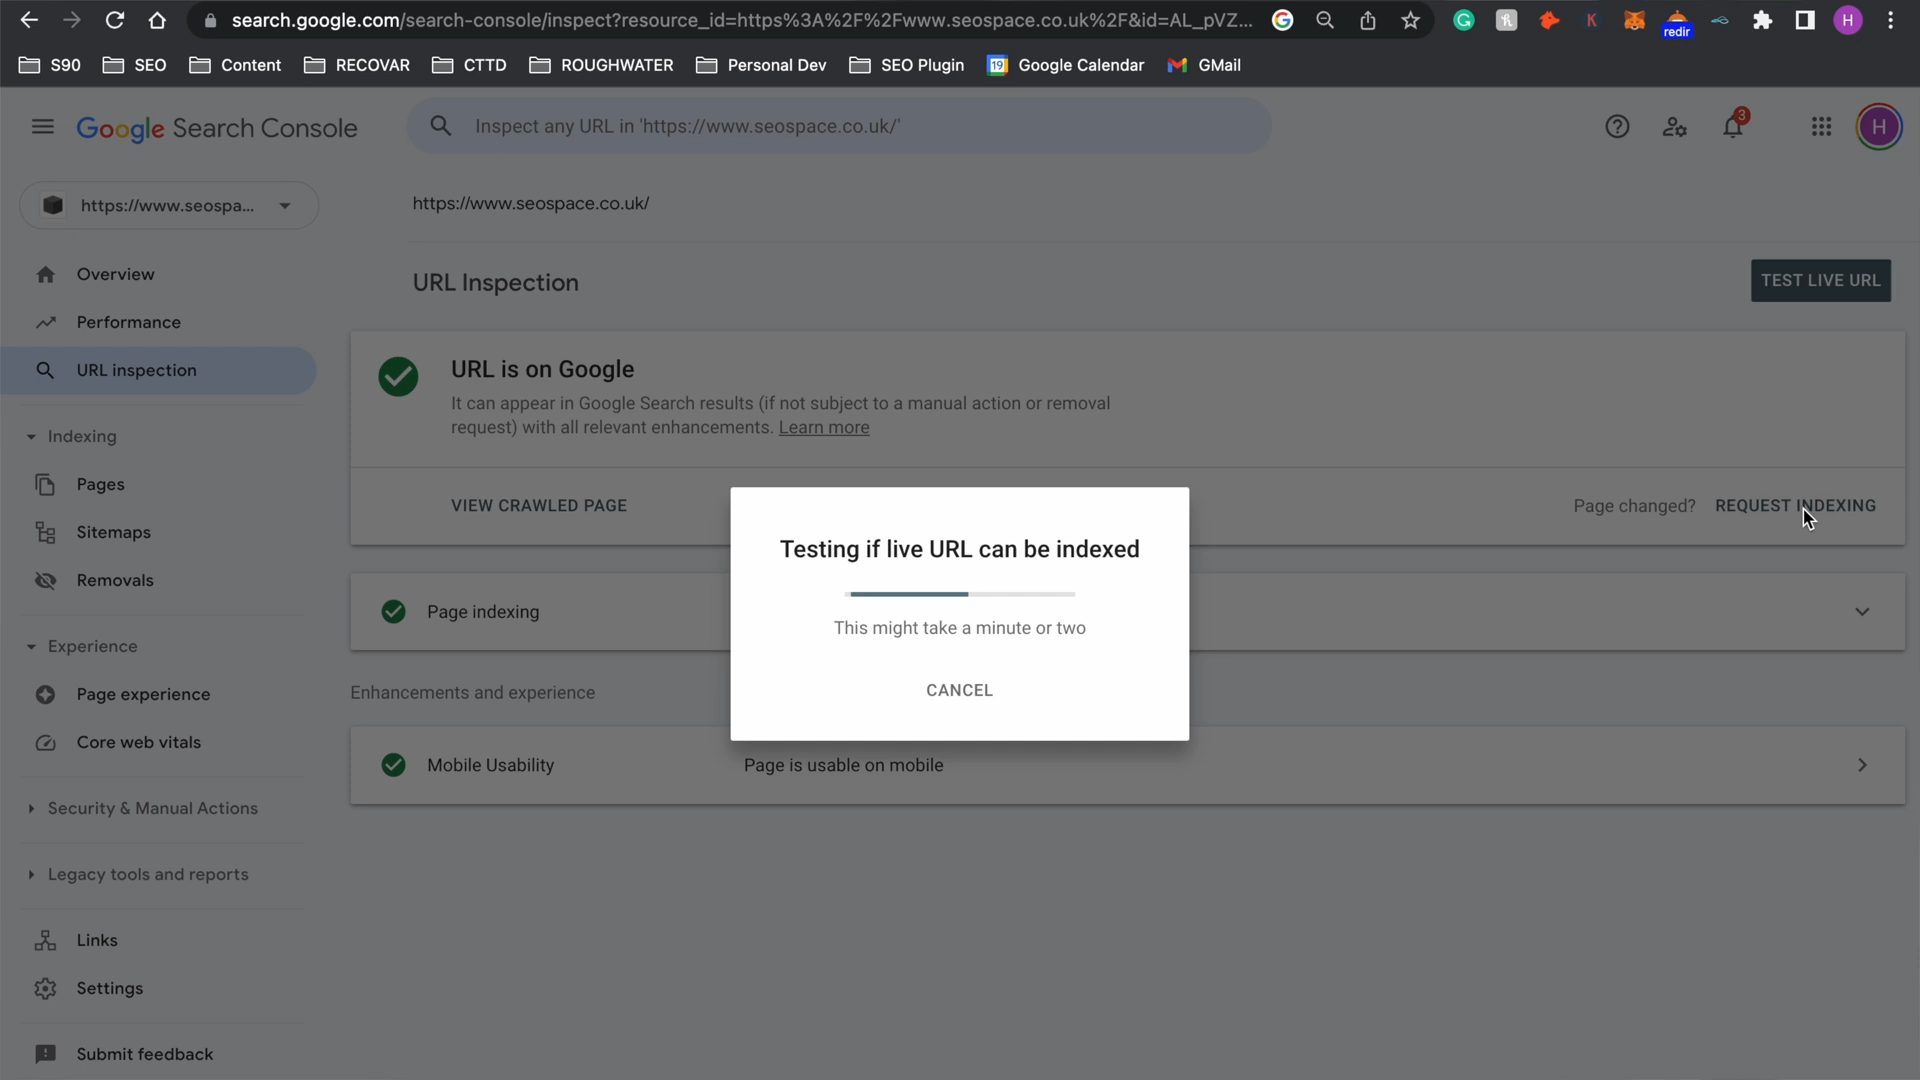 search.google.com/search-console/inspect?resource_id=https%3A%2F%2Fwww.seospace.co.uk%2F&id=AL_pVZ...
redir
H
S90
SEO
Content
RECOVAR
CTTD
ROUGHWATER
Personal Dev
SEO Plugin
19
Google Calendar
GMail
Google Search Console
Inspect any URL in 'https://www.seospace.co.uk/'
3
H
https://www.seospa...
https://www.seospace.co.uk/
Overview
Performance
URL inspection
Indexing
Pages
Sitemaps
Removals
Experience
Page experience
Core web vitals
Security & Manual Actions
Legacy tools and reports
Links
Settings
Submit feedback
URL Inspection
TEST LIVE URL
URL is on Google
It can appear in Google Search results (if not subject to a manual action or removal
request) with all relevant enhancements. Learn more
VIEW CRAWLED PAGE
Page changed?
REQUEST INDEXING
Testing if live URL can be indexed
This might take a minute or two
CANCEL
Page indexing
Enhancements and experience
Mobile Usability
Page is usable on mobile